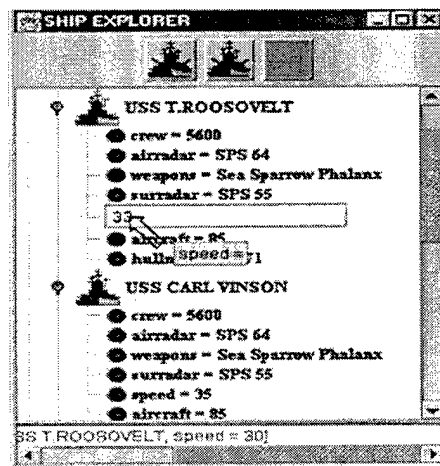 SHIP EXPLORER
USS T.ROOSOVELT
crew = 5600
airradar = SPS 64
weapons = Sea Sparrow Phalanx
surradar = SPS 55
33
aircraft = 85
speed =
USS CARL VINSON
crew = 5600
airradar = SPS 64
weapons = Sea Sparrow Phalanx
surradar = SPS 55
speed = 35
aircraft = 85
SS T.ROOSOVELT, speed = 30]